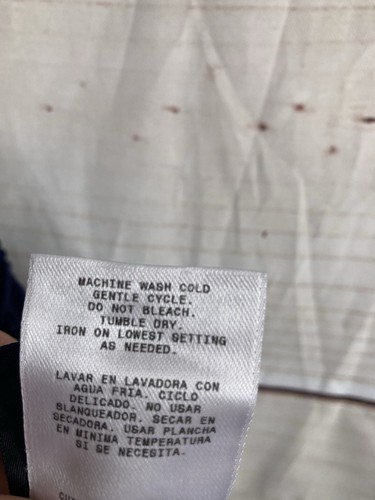 MACHINE WASH COLD
GENTLE CYCLE.
DO NOT BLEACH.
TUMBLE DRY.
IRON ON LOWEST SETTING
AS NEEDED.
LAVAR EN LAVADORA CON
AGUA FRIA. CICLO
DELICADO. NO USAR
BLANQUEADOR. SECAR EN
SECADORA. USAR PLANCHA
EN MINIMA TEMPERATURA
SI SE NECESITA.